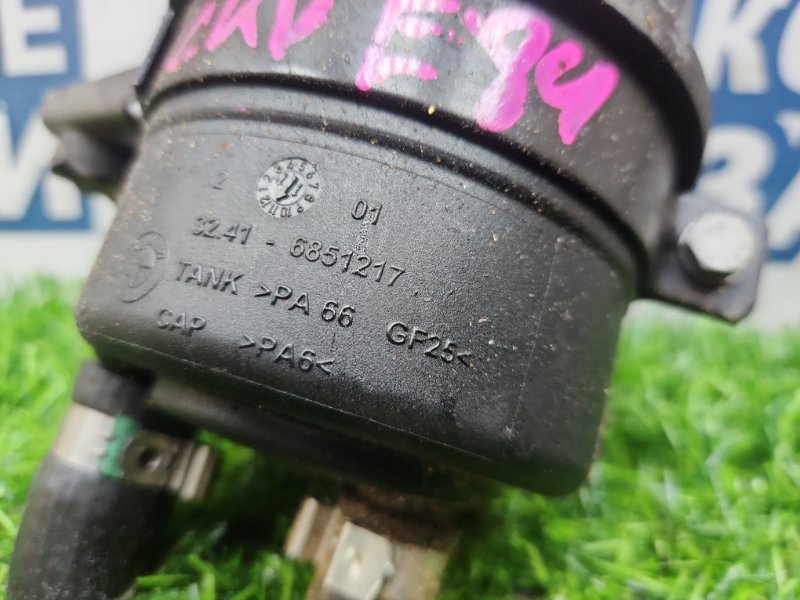 E84
2 01
32.41 - 6851217
TANK >PA 66 GF25<
CAP >PA6<